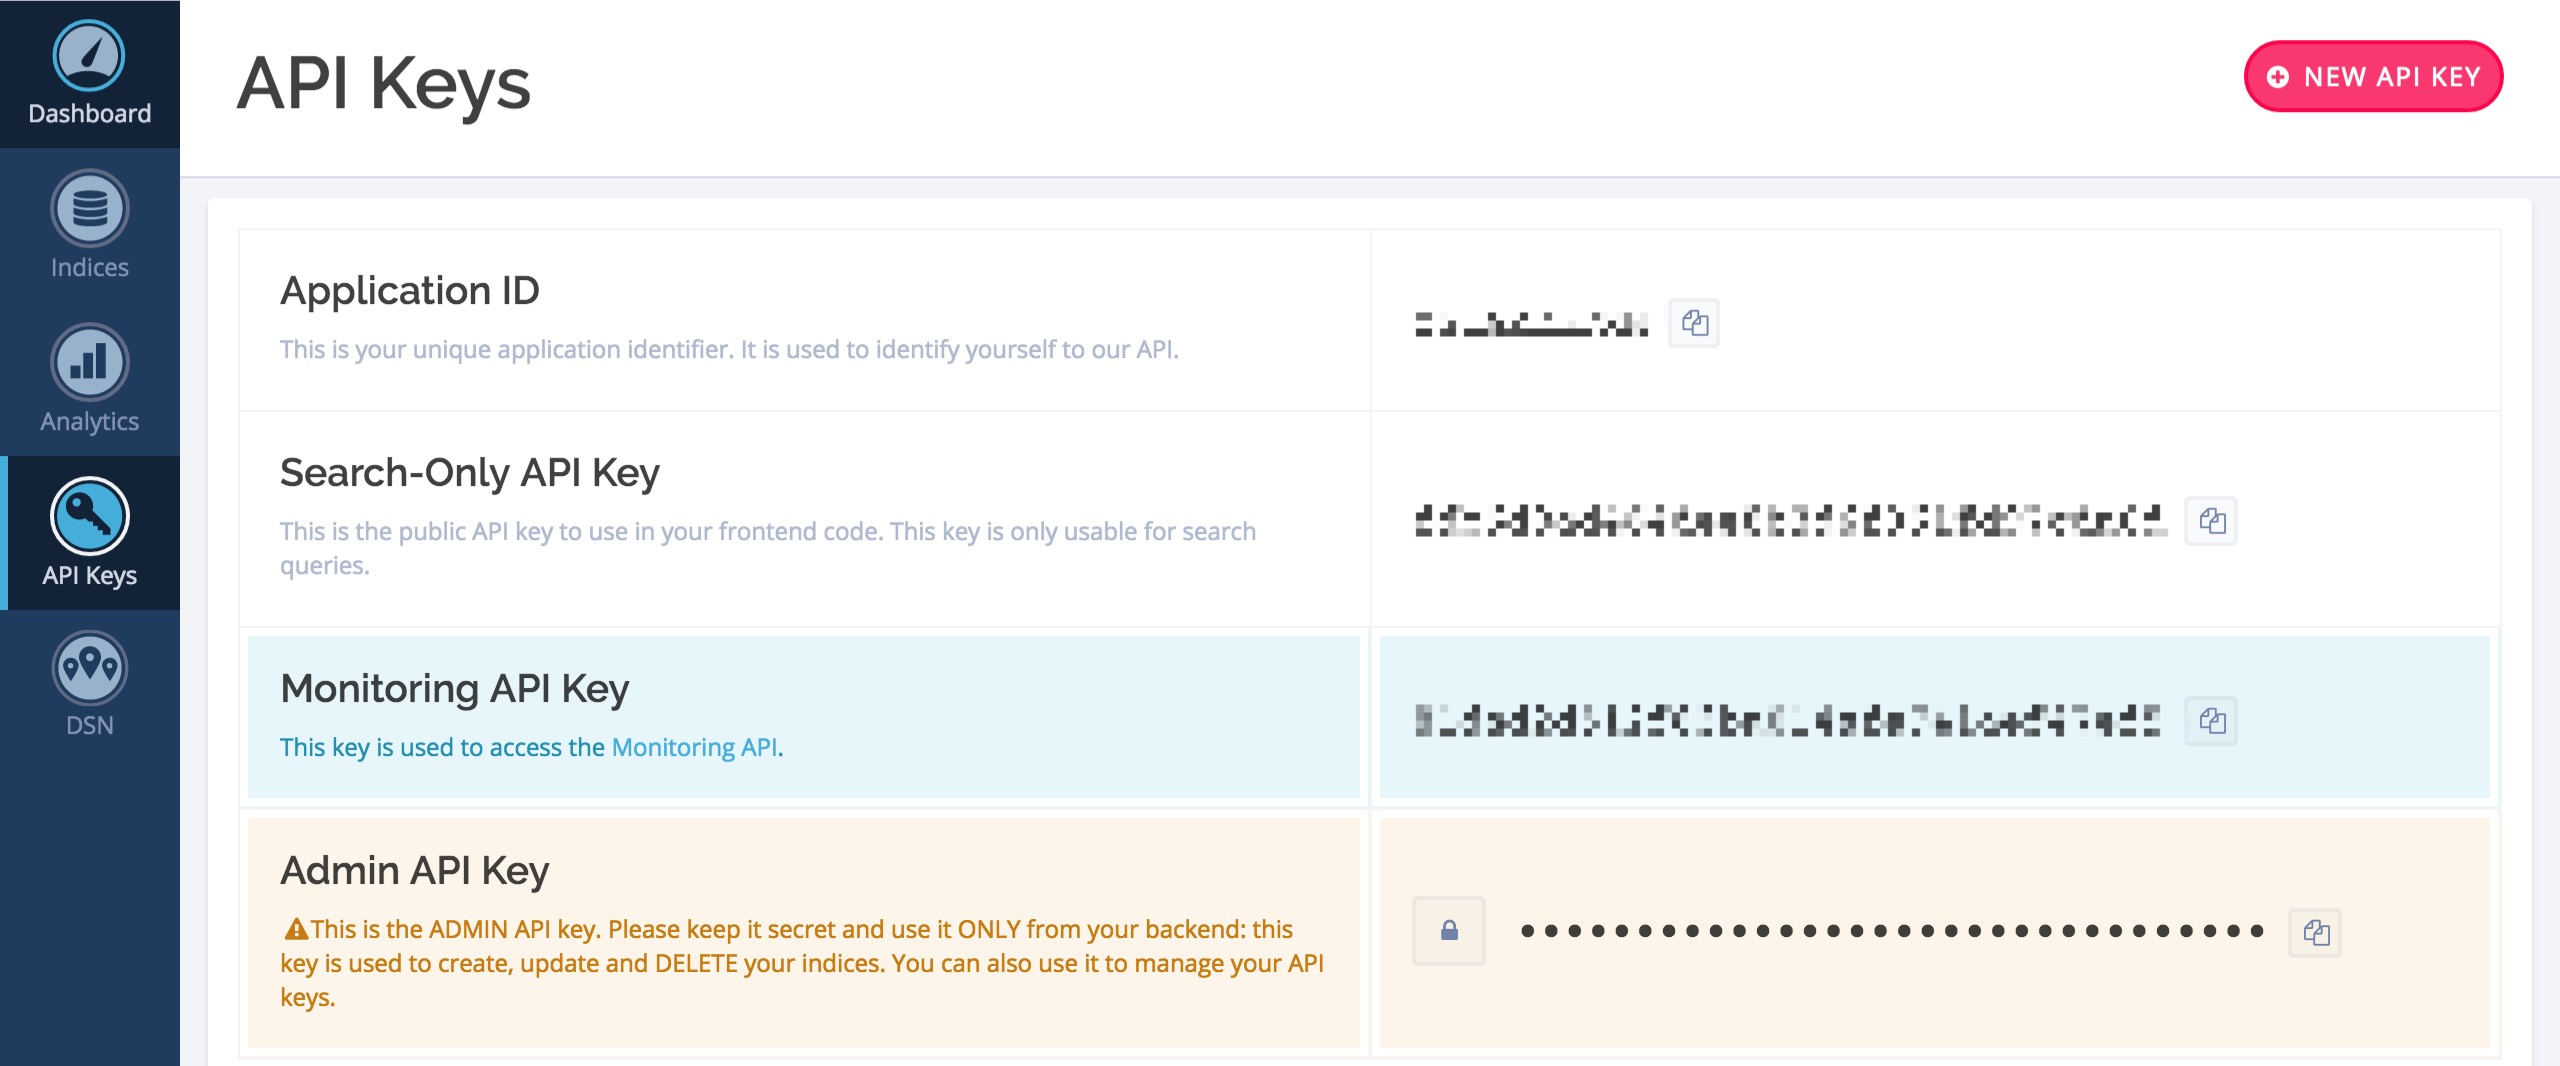 Dashboard
Indices
Analytics
API Keys
DSN
API Keys
NEW API KEY
Application ID
This is your unique application identifier. It is used to identify yourself to our API.
Search-Only API Key
This is the public API key to use in your frontend code. This key is only usable for search
queries.
Monitoring API Key
This key is used to access the Monitoring API.
Admin API Key
This is the ADMIN API key. Please keep it secret and use it ONLY from your backend: this
key is used to create, update and DELETE your indices. You can also use it to manage your API
keys.